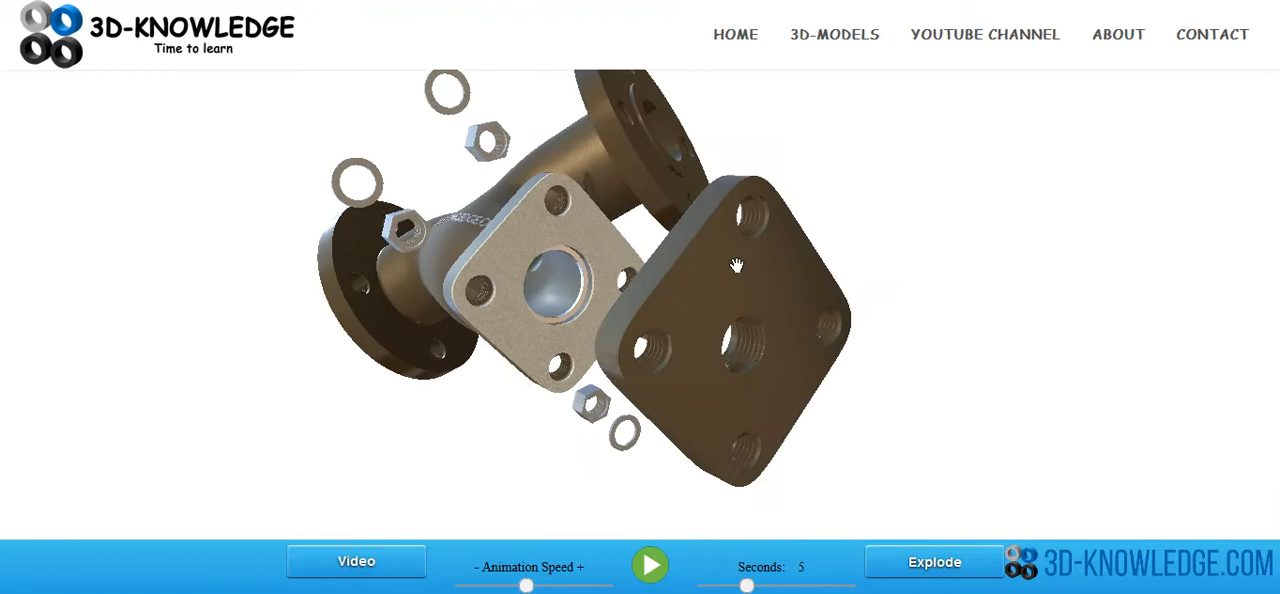 3D-KNOWLEDGE
Time to learn
HOME 3D-MODELS YOUTUBE CHANNEL ABOUT CONTACT
Video
- Animation Speed +
Seconds: 5
Explode
3D-KNOWLEDGE.COM